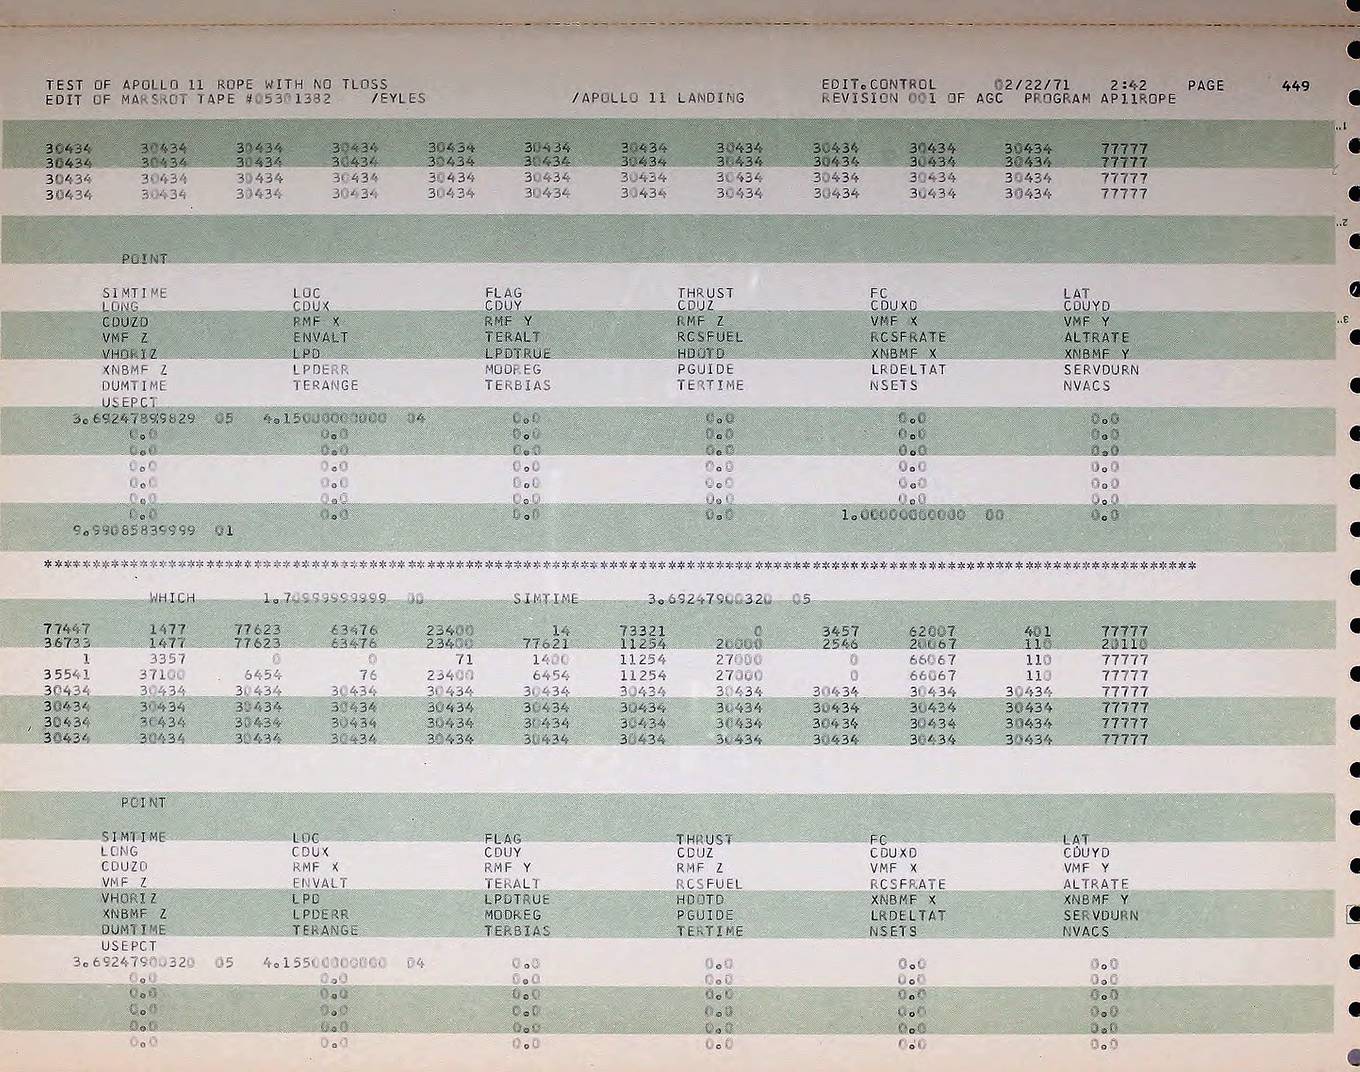 TEST OF APOLLO 11 ROPE WITH NO TLOSS EDIT.CONTROL 02/22/71 2:42 PAGE 449
EDIT OF MARSROT TAPE #05301382 /EYLES /APOLLO 11 LANDING REVISION 001 OF AGC PROGRAM AP11ROPE
30434 30434 30434 30434 30434 30434 30434 30434 30434 30434 30434 77777
30434 30434 30434 30434 30434 30434 30434 30434 30434 30434 30434 77777
30434 30434 30434 30434 30434 30434 30434 30434 30434 30434 30434 77777
30434 30434 30434 30434 30434 30434 30434 30434 30434 30434 30434 77777
POINT
SIMTIME LOC FLAG THRUST FC LAT
LONG CDUX CDUY CDUZ CDUXD CDUYD
CDUZD RMF X RMF Y RMF Z VMF X VMF Y
VMF Z ENVALT TERALT RCSFUEL RCSFRATE ALTRATE
VHORIZ LPD LPDTRUE HDOTD XNBMF X XNBMF Y
XNBMF Z LPDERR MODREG PGUIDE LRDELTAT SERVDURN
DUMTIME TERANGE TERBIAS TERTIME NSETS NVACS
USEPCT
3.69247899829 05 4.15000000000 04 0.0 0.0 0.0 0.0
0.0 0.0 0.0 0.0 0.0 0.0
0.0 0.0 0.0 0.0 0.0 0.0
0.0 0.0 0.0 0.0 0.0 0.0
0.0 0.0 0.0 0.0 0.0 0.0
0.0 0.0 0.0 0.0 0.0 0.0
0.0 0.0 0.0 0.0 1.00000000000 00 0.0
9.99085839999 01
************************************************************************************************************************
WHICH 1.70999999999 00 SIMTIME 3.69247900320 05
77447 1477 77623 63476 23400 14 73321 0 3457 62007 401 77777
36733 1477 77623 63476 23400 77621 11254 20000 2546 20067 110 20110
1 3357 0 0 71 1400 11254 27000 0 66067 110 77777
35541 37100 6454 76 23400 6454 11254 27000 0 66067 110 77777
30434 30434 30434 30434 30434 30434 30434 30434 30434 30434 30434 77777
30434 30434 30434 30434 30434 30434 30434 30434 30434 30434 30434 77777
30434 30434 30434 30434 30434 30434 30434 30434 30434 30434 30434 77777
30434 30434 30434 30434 30434 30434 30434 30434 30434 30434 30434 77777
POINT
SIMTIME LOC FLAG THRUST FC LAT
LONG CDUX CDUY CDUZ CDUXD CDUYD
CDUZD RMF X RMF Y RMF Z VMF X VMF Y
VMF Z ENVALT TERALT RCSFUEL RCSFRATE ALTRATE
VHORIZ LPD LPDTRUE HDOTD XNBMF X XNBMF Y
XNBMF Z LPDERR MODREG PGUIDE LRDELTAT SERVDURN
DUMTIME TERANGE TERBIAS TERTIME NSETS NVACS
USEPCT
3.69247900320 05 4.15500000000 04 0.0 0.0 0.0 0.0
0.0 0.0 0.0 0.0 0.0 0.0
0.0 0.0 0.0 0.0 0.0 0.0
0.0 0.0 0.0 0.0 0.0 0.0
0.0 0.0 0.0 0.0 0.0 0.0
0.0 0.0 0.0 0.0 0.0 0.0